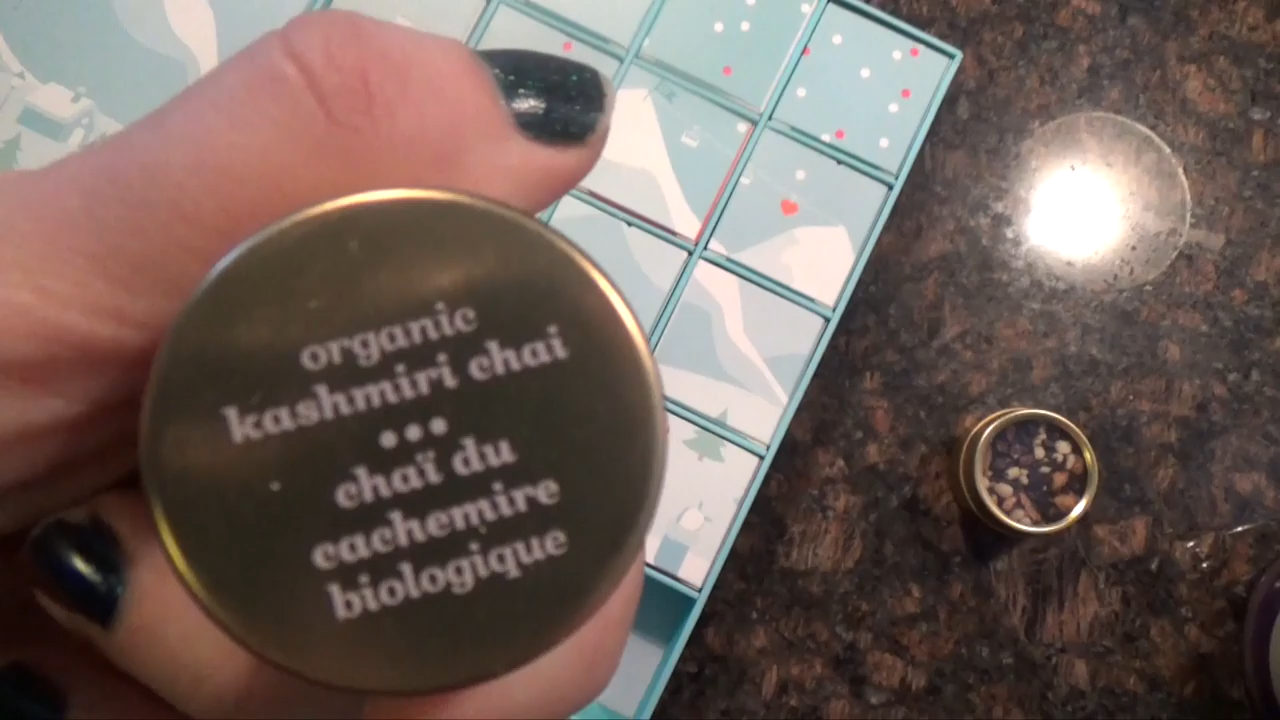 organic
kashmiri chai
•••
chaï du
cachemire
biologique